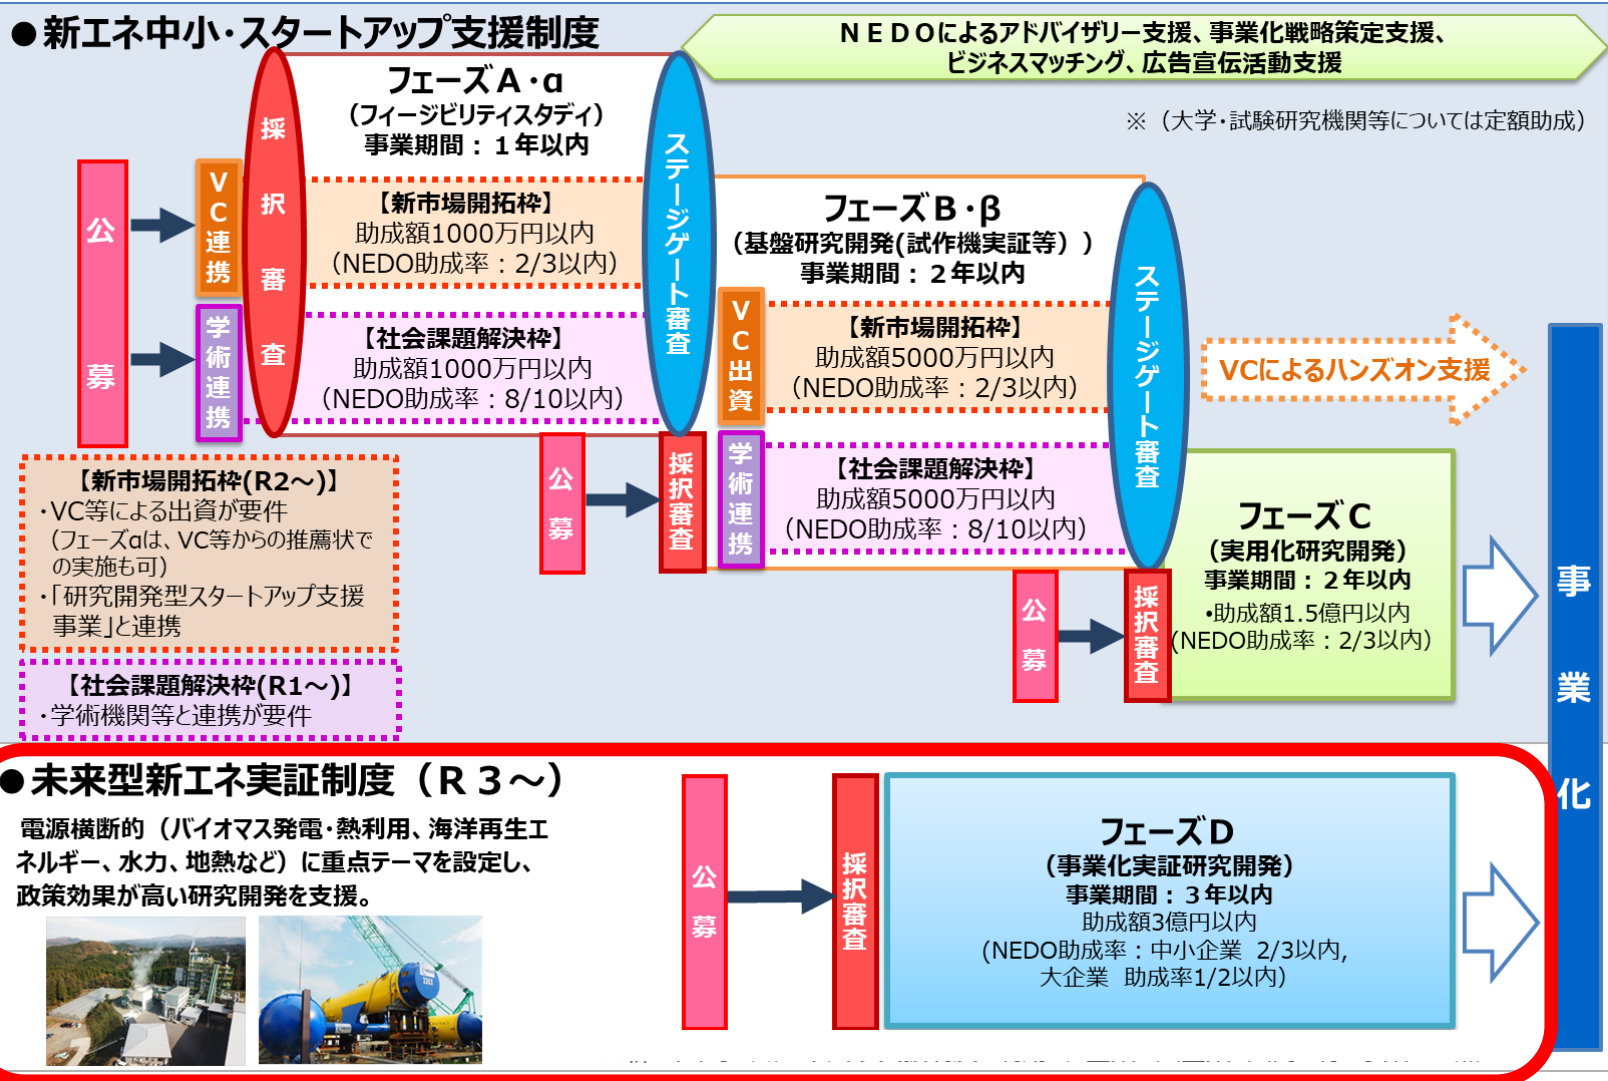 ●新エネ中小・スタートアップ支援制度
ＮＥＤＯによるアドバイザリー支援、事業化戦略策定支援、
ビジネスマッチング、広告宣伝活動支援
※（大学・試験研究機関等については定額助成）
公募
VC連携
学術連携
採択審査
フェーズA・α
（フィージビリティスタディ）
事業期間：１年以内
【新市場開拓枠】
助成額1000万円以内
（NEDO助成率：2/3以内）
【社会課題解決枠】
助成額1000万円以内
（NEDO助成率：8/10以内）
ステージゲート審査
公募
採択審査
フェーズB・β
（基盤研究開発(試作機実証等））
事業期間：２年以内
VC出資
【新市場開拓枠】
助成額5000万円以内
（NEDO助成率：2/3以内）
学術連携
【社会課題解決枠】
助成額5000万円以内
（NEDO助成率：8/10以内）
ステージゲート審査
VCによるハンズオン支援
公募
採択審査
フェーズC
（実用化研究開発）
事業期間：２年以内
•助成額1.5億円以内
(NEDO助成率：2/3以内）
事業化
【新市場開拓枠(R2～)】
・VC等による出資が要件
（フェーズαは、VC等からの推薦状で
の実施も可）
・「研究開発型スタートアップ支援
事業」と連携
【社会課題解決枠(R1～)】
・学術機関等と連携が要件
●未来型新エネ実証制度（Ｒ３～）
電源横断的（バイオマス発電・熱利用、海洋再生エ
ネルギー、水力、地熱など）に重点テーマを設定し、
政策効果が高い研究開発を支援。
公募
採択審査
フェーズD
（事業化実証研究開発）
事業期間：３年以内
助成額3億円以内
(NEDO助成率：中小企業 2/3以内,
大企業 助成率1/2以内）